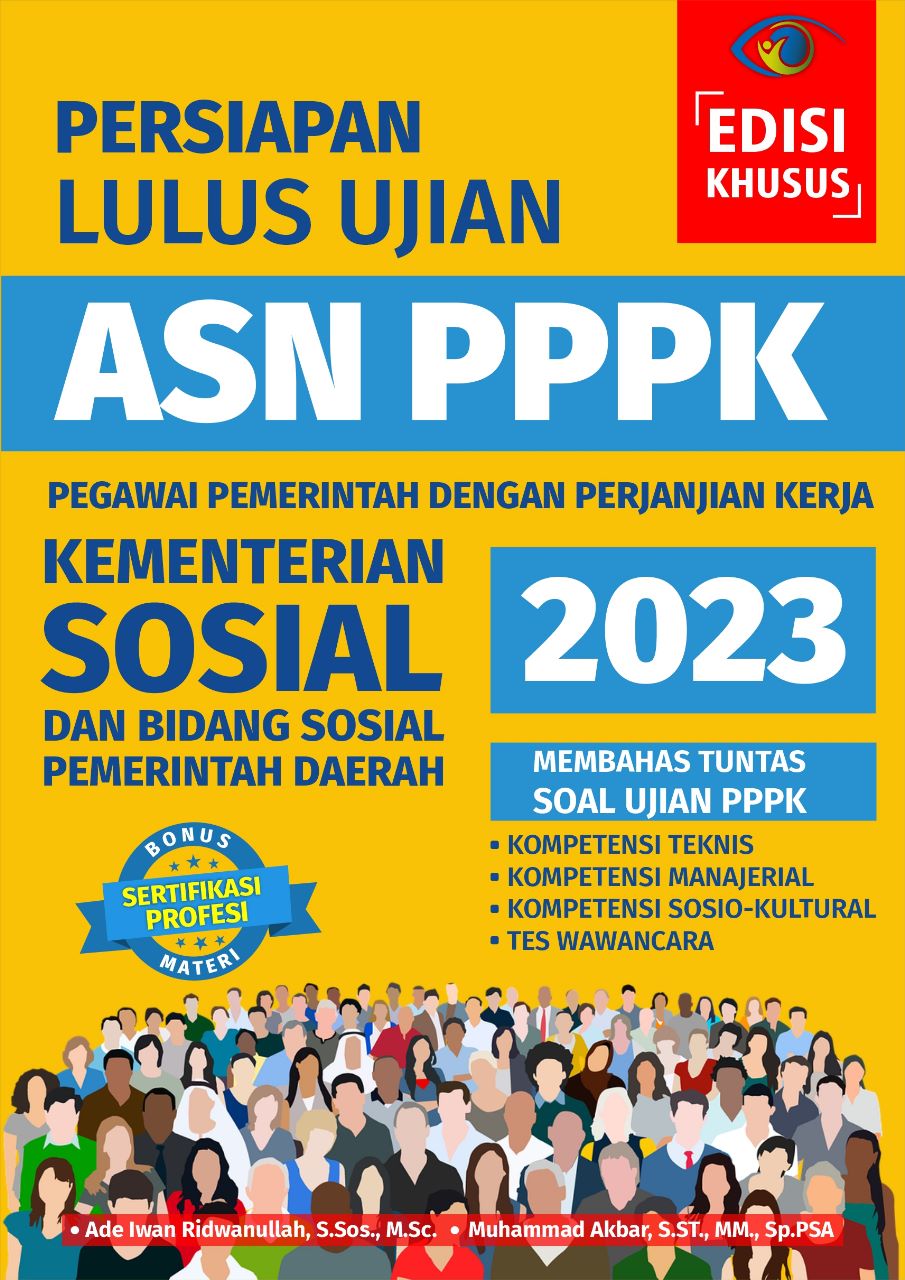 EDISI
KHUSUS
PERSIAPAN
LULUS UJIAN
ASN PPPK
PEGAWAI PEMERINTAH DENGAN PERJANJIAN KERJA
KEMENTERIAN
SOSIAL
DAN BIDANG SOSIAL
PEMERINTAH DAERAH
2023
MEMBAHAS TUNTAS
SOAL UJIAN PPPK
• KOMPETENSI TEKNIS
• KOMPETENSI MANAJERIAL
• KOMPETENSI SOSIO-KULTURAL
• TES WAWANCARA
BONUS
SERTIFIKASI
PROFESI
MATERI
• Ade Iwan Ridwanullah, S.Sos., M.Sc. • Muhammad Akbar, S.ST., MM., Sp.PSA